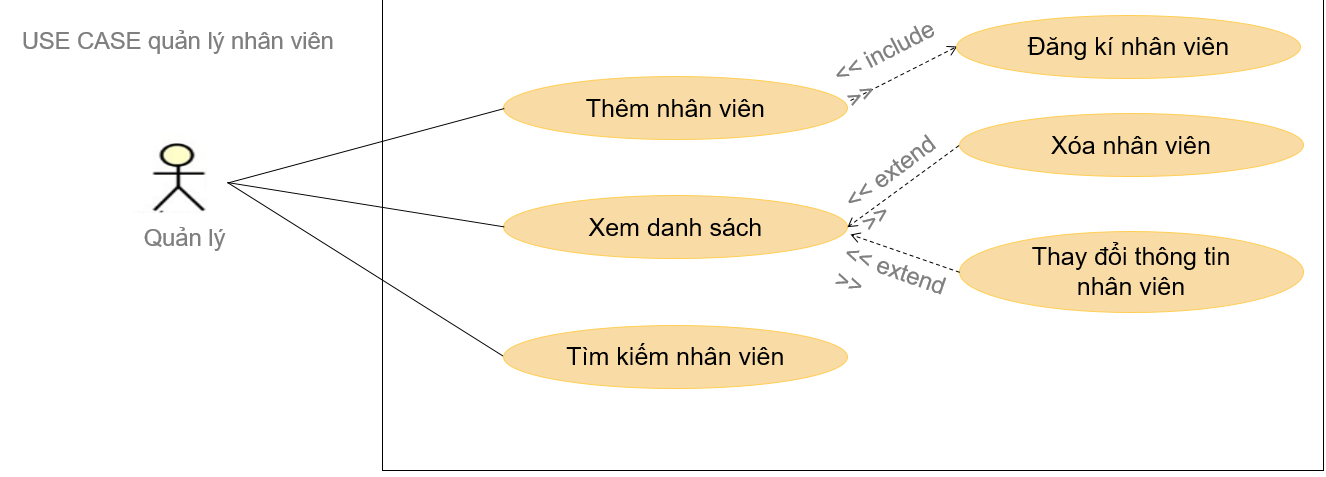 USE CASE quản lý nhân viên
Quản lý
Thêm nhân viên
<< include
>>
Đăng kí nhân viên
Xem danh sách
<< extend
>>
Xóa nhân viên
<< extend
>>
Thay đổi thông tin
nhân viên
Tìm kiếm nhân viên